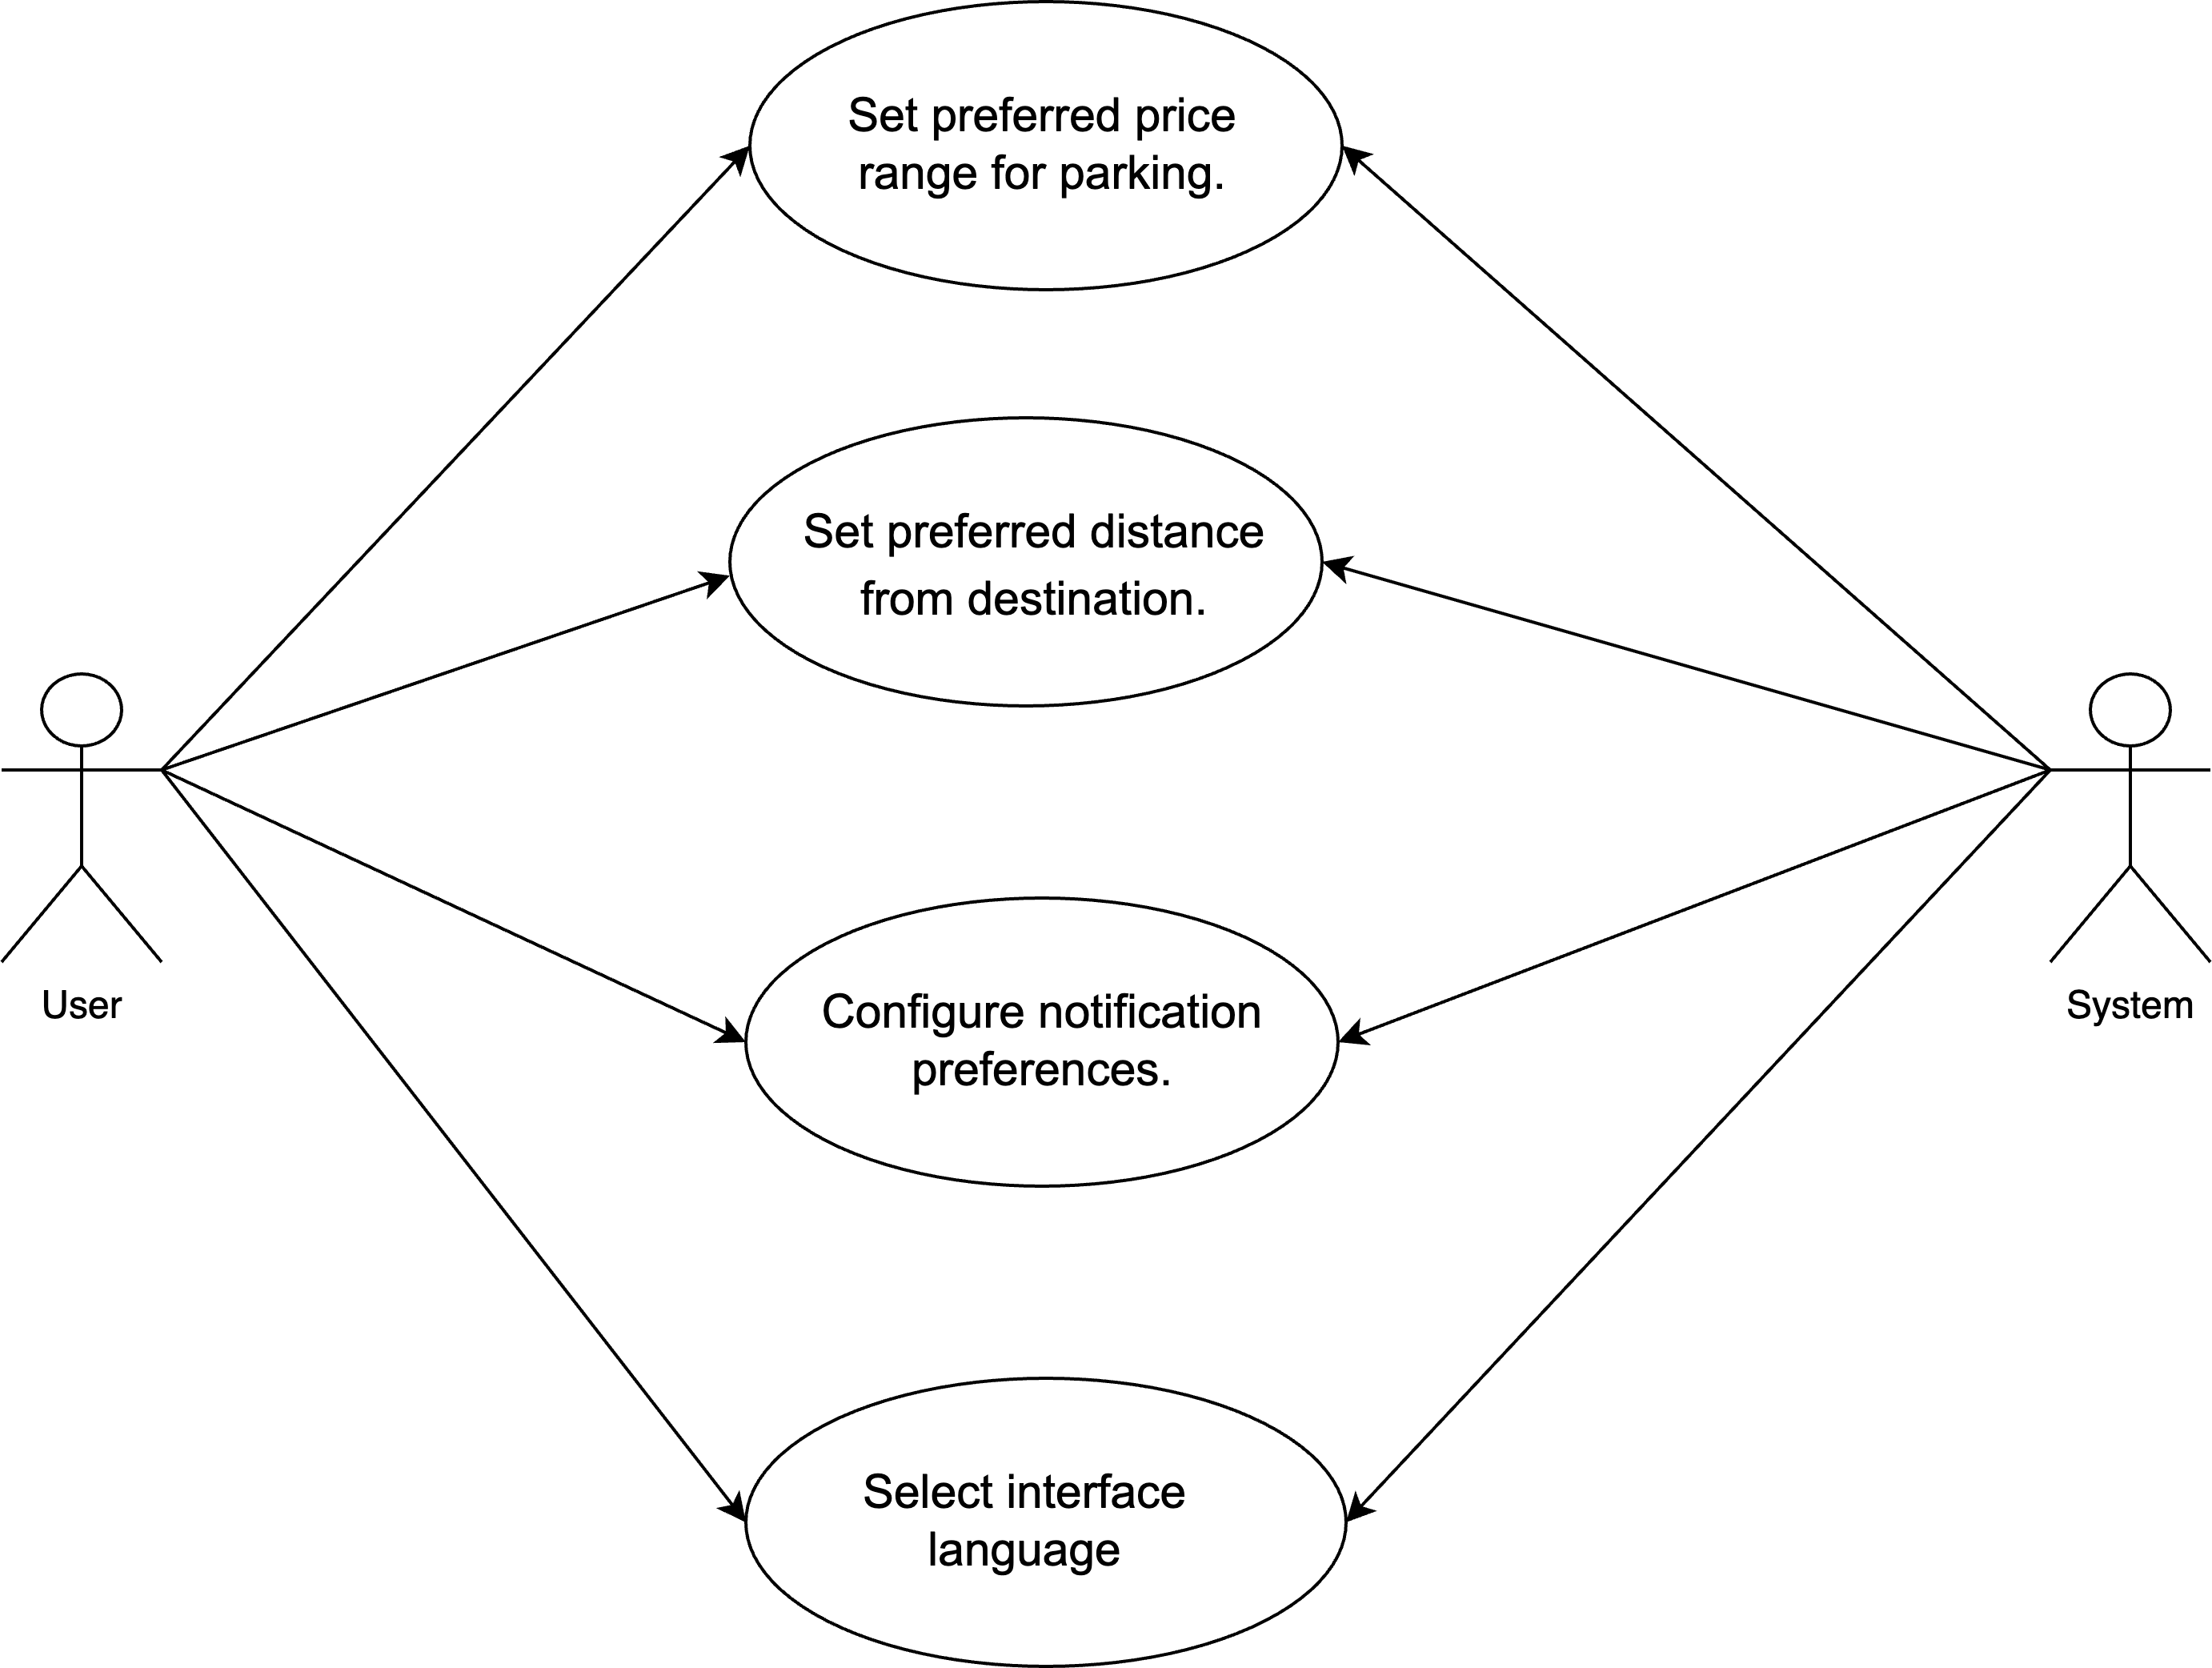 Set preferred price
range for parking.
Set preferred distance
from destination.
User
System
Configure notification
preferences.
Select interface
language